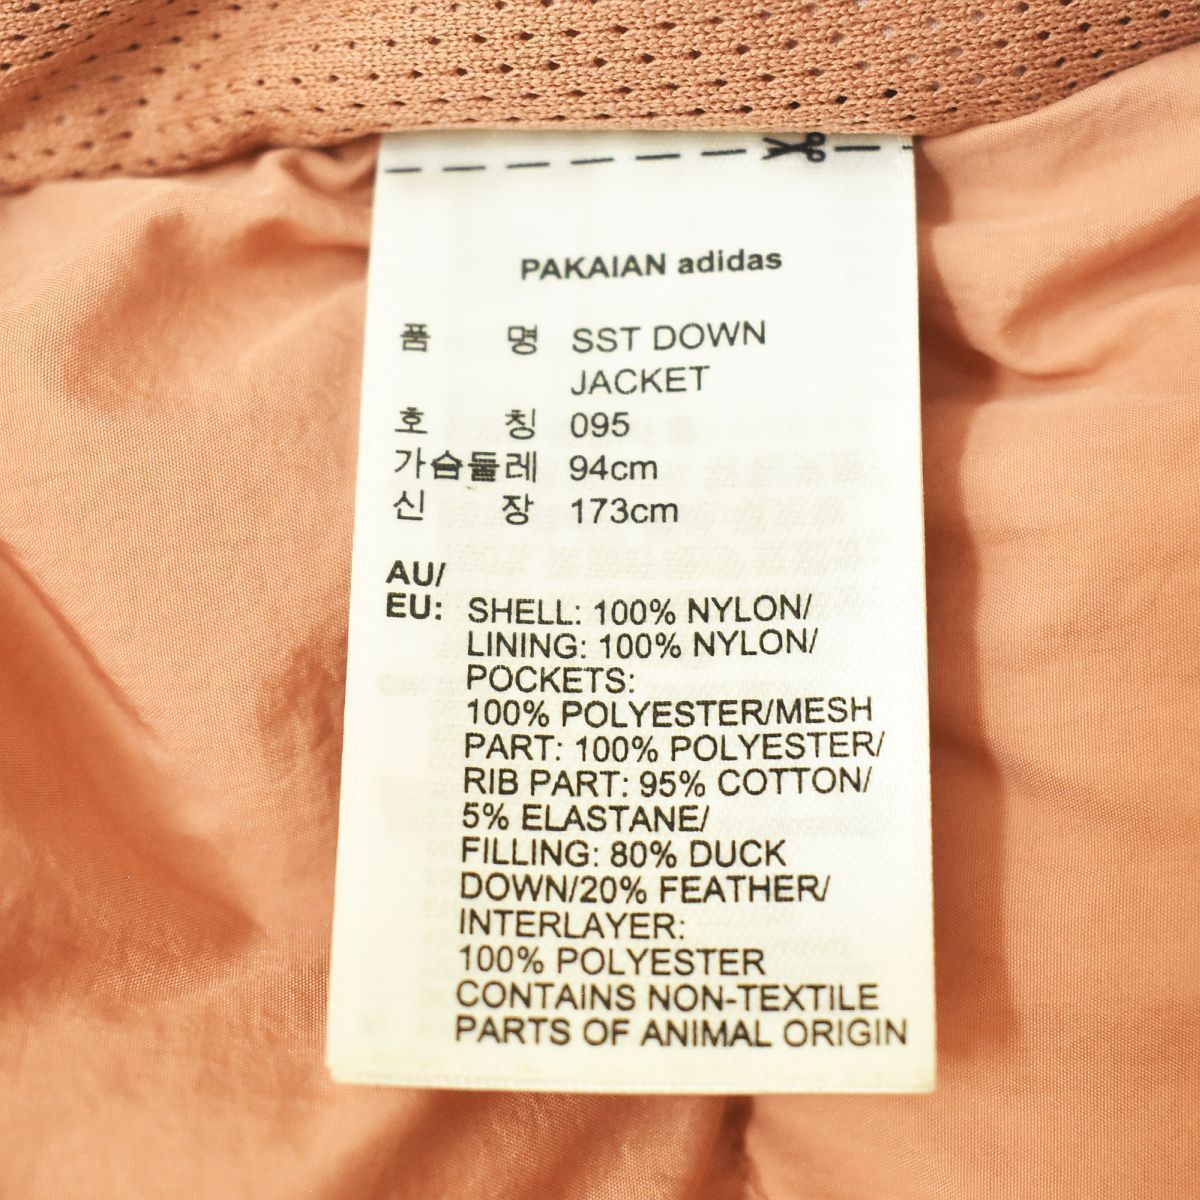 PAKAIAN adidas
품 명 SST DOWN
JACKET
호 칭 095
가슴둘레 94cm
신 장 173cm
AU/
EU: SHELL: 100% NYLON/
LINING: 100% NYLON/
POCKETS:
100% POLYESTER/MESH
PART: 100% POLYESTER/
RIB PART: 95% COTTON/
5% ELASTANE/
FILLING: 80% DUCK
DOWN/20% FEATHER/
INTERLAYER:
100% POLYESTER
CONTAINS NON-TEXTILE
PARTS OF ANIMAL ORIGIN